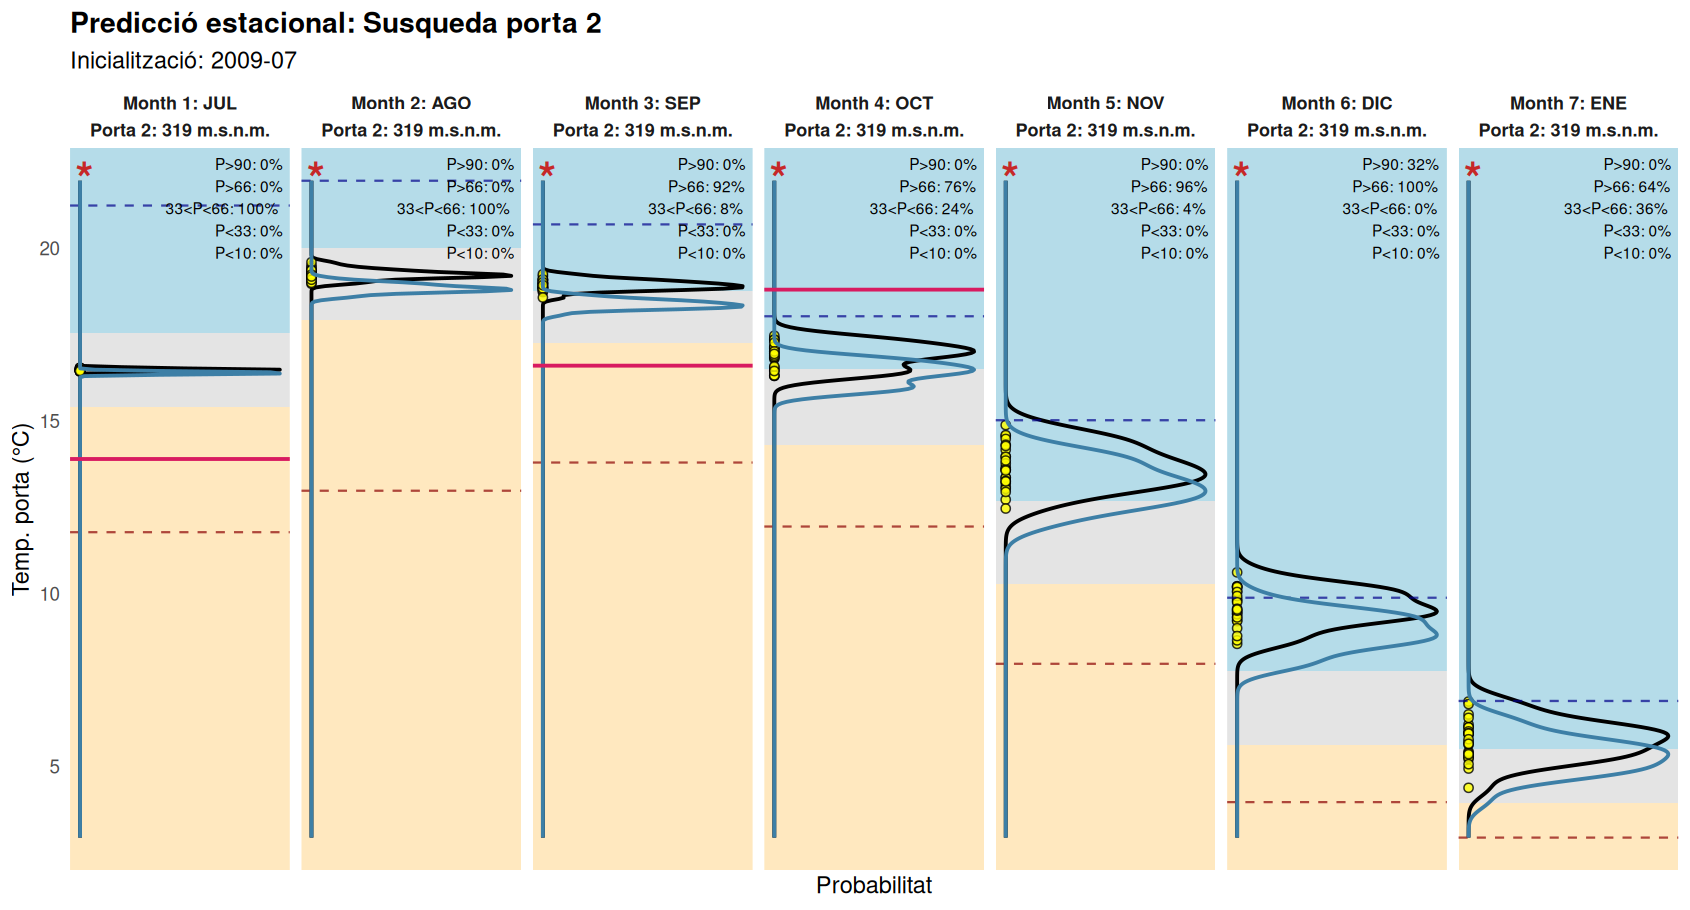 Predicció estacional: Susqueda porta 2
Inicialització: 2009-07
Month 1: JUL
Porta 2: 319 m.s.n.m.
Month 2: AGO
Porta 2: 319 m.s.n.m.
Month 3: SEP
Porta 2: 319 m.s.n.m.
Month 4: OCT
Porta 2: 319 m.s.n.m.
Month 5: NOV
Porta 2: 319 m.s.n.m.
Month 6: DIC
Porta 2: 319 m.s.n.m.
Month 7: ENE
Porta 2: 319 m.s.n.m.
*
P>90: 0%
P>66: 0%
33<P<66: 100%
P<33: 0%
P<10: 0%
*
P>90: 0%
P>66: 0%
33<P<66: 100%
P<33: 0%
P<10: 0%
*
P>90: 0%
P>66: 92%
33<P<66: 8%
P<33: 0%
P<10: 0%
*
P>90: 0%
P>66: 76%
33<P<66: 24%
P<33: 0%
P<10: 0%
*
P>90: 0%
P>66: 96%
33<P<66: 4%
P<33: 0%
P<10: 0%
*
P>90: 32%
P>66: 100%
33<P<66: 0%
P<33: 0%
P<10: 0%
*
P>90: 0%
P>66: 64%
33<P<66: 36%
P<33: 0%
P<10: 0%
Temp. porta (°C)
20
15
10
5
Probabilitat